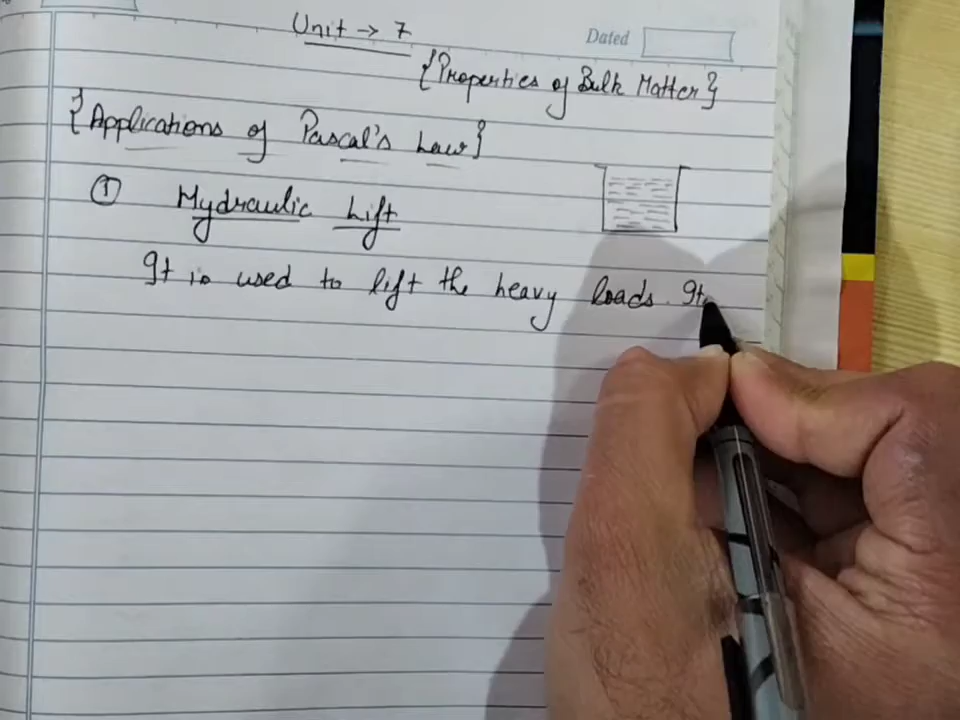 Unit → 7
Dated
{Properties of Bulk Matter}
{Applications of Pascal's Law}
① Hydraulic Lift
It is used to lift the heavy loads. It